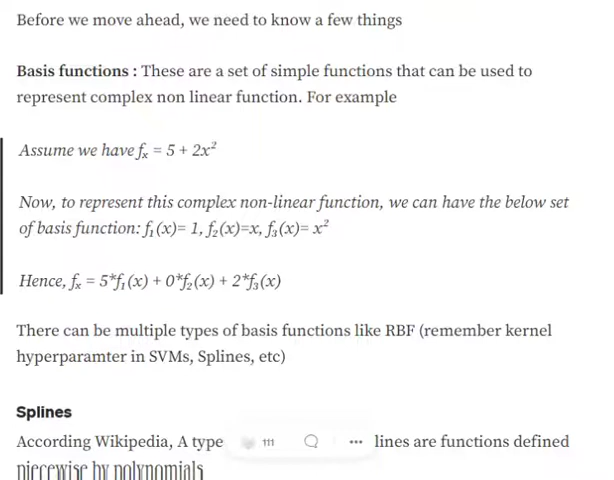 Before we move ahead, we need to know a few things
Basis functions : These are a set of simple functions that can be used to
represent complex non linear function. For example
Assume we have fₓ = 5 + 2x²
Now, to represent this complex non-linear function, we can have the below set
of basis function: f₁(x)= 1, f₂(x)=x, f₃(x)= x²
Hence, fₓ = 5*f₁(x) + 0*f₂(x) + 2*f₃(x)
There can be multiple types of basis functions like RBF (remember kernel
hyperparamter in SVMs, Splines, etc)
Splines
According Wikipedia, A type 111 lines are functions defined
piecewise by polynomials